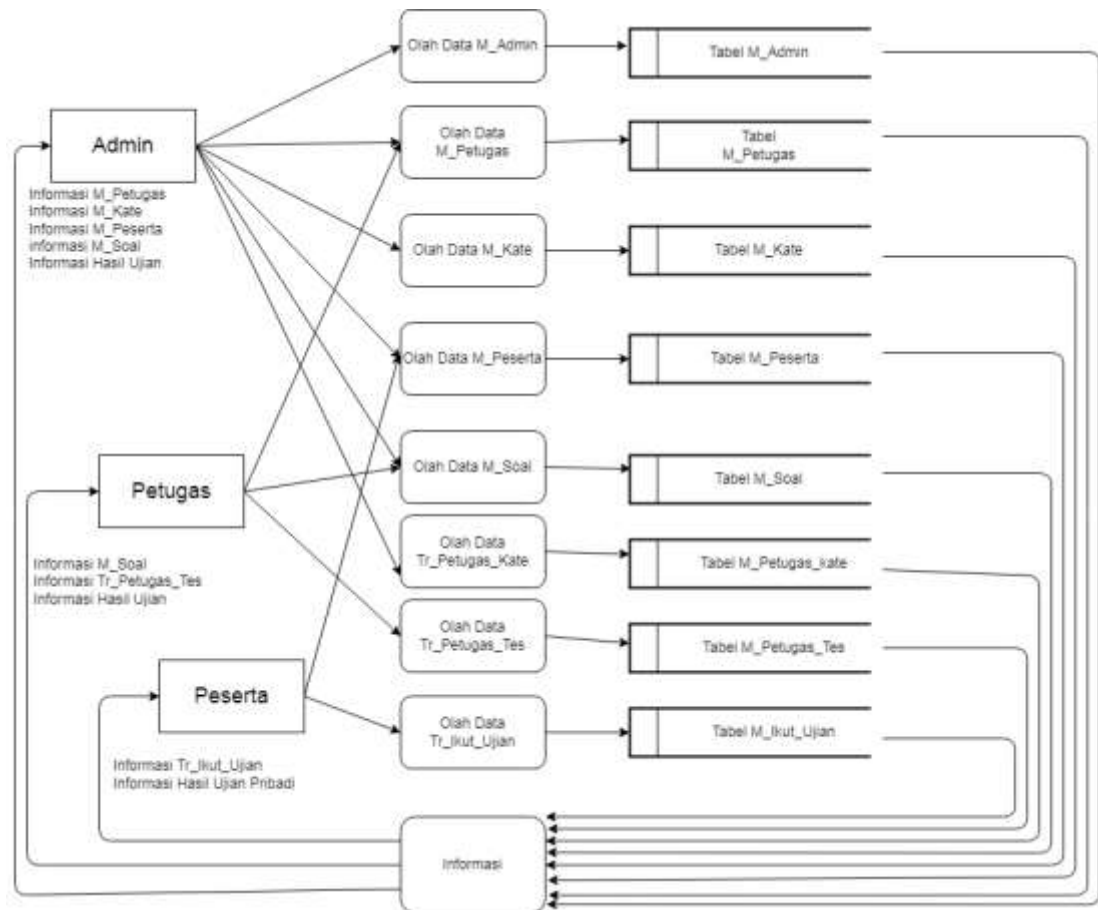 Olah Data M_Admin
Tabel M_Admin
Admin
Informasi M_Petugas
Informasi M_Kate
Informasi M_Peserta
informasi M_Soal
Informasi Hasil Ujian
Olah Data
M_Petugas
Tabel
M_Petugas
Olah Data M_Kate
Tabel M_Kate
Olah Data M_Peserta
Tabel M_Peserta
Olah Data M_Soal
Tabel M_Soal
Petugas
Informasi M_Soal
Informasi Tr_Petugas_Tes
Informasi Hasil Ujian
Olah Data
Tr_Petugas_Kate
Tabel M_Petugas_kate
Olah Data
Tr_Petugas_Tes
Tabel M_Petugas_Tes
Peserta
Informasi Tr_Ikut_Ujian
Informasi Hasil Ujian Pribadi
Olah Data
Tr_Ikut_Ujian
Tabel M_Ikut_Ujian
Informasi